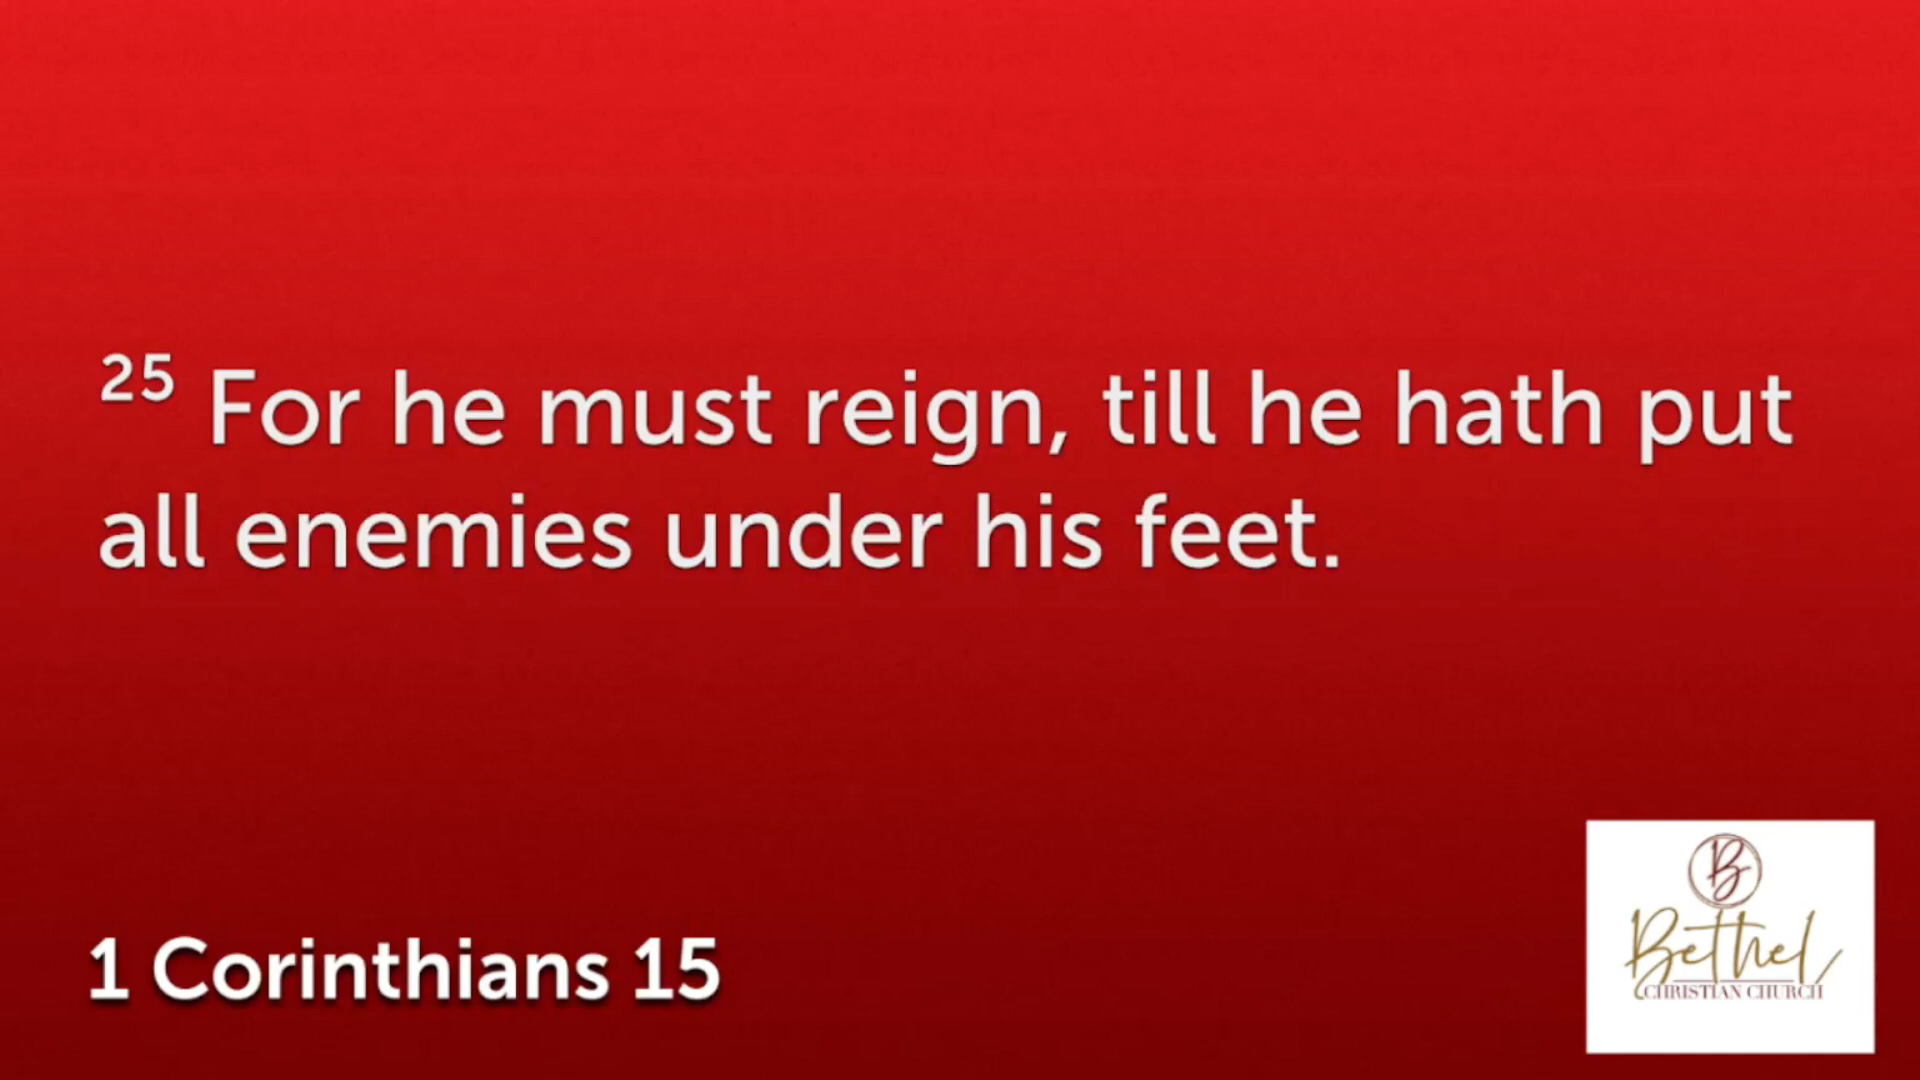 25 For he must reign, till he hath put
all enemies under his feet.
1 Corinthians 15
B
Bethel
CHRISTIAN CHURCH